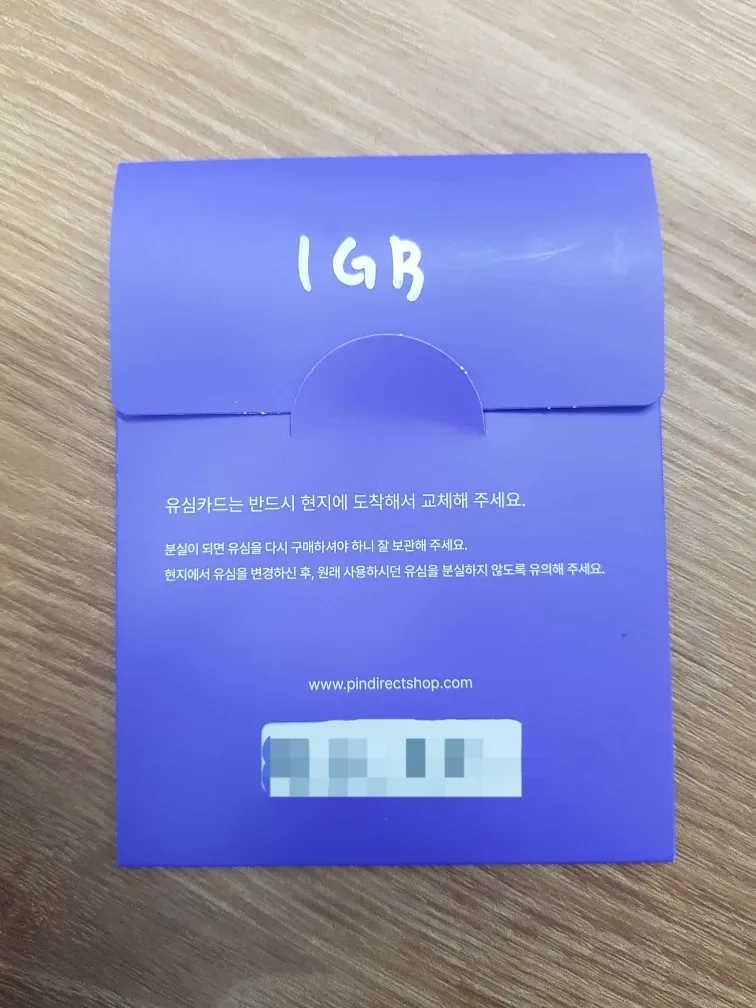 1GB
유심카드는 반드시 현지에 도착해서 교체해 주세요.
분실이 되면 유심을 다시 구매하셔야 하니 잘 보관해 주세요.
현지에서 유심을 변경하신 후, 원래 사용하시던 유심을 분실하지 않도록 유의해 주세요.
www.pindirectshop.com